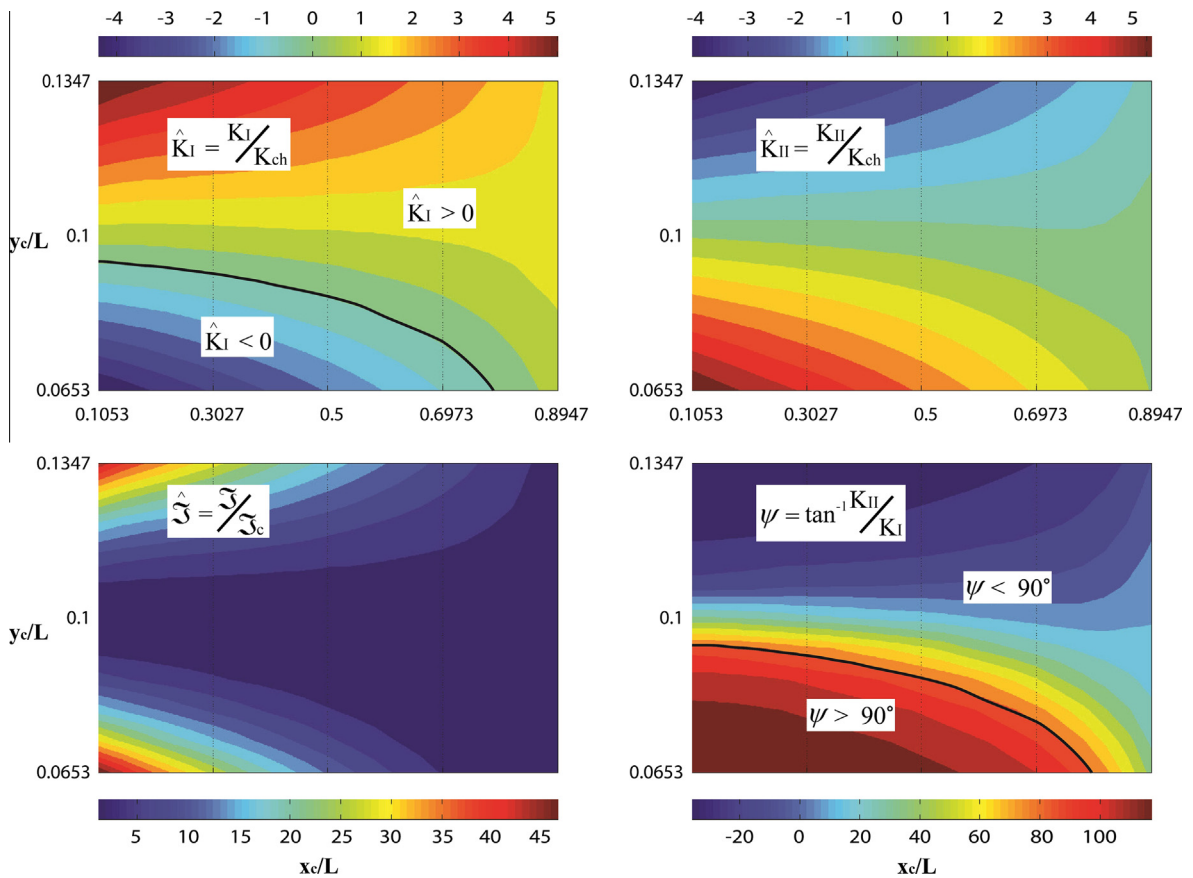 -4 -3 -2 -1 0 1 2 3 4 5
-4 -3 -2 -1 0 1 2 3 4 5
0.1347
K̂I = KI/Kch
K̂I > 0
yc/L
0.1
K̂I < 0
0.0653
0.1053 0.3027 0.5 0.6973 0.8947
0.1347
K̂II = KII/Kch
0.1
0.0653
0.1053 0.3027 0.5 0.6973 0.8947
0.1347
ℑ̂ = ℑ/ℑc
yc/L
0.1
0.0653
5 10 15 20 25 30 35 40 45
xc/L
0.1347
ψ = tan-1 KII/KI
ψ < 90°
0.1
ψ > 90°
0.0653
-20 0 20 40 60 80 100
xc/L